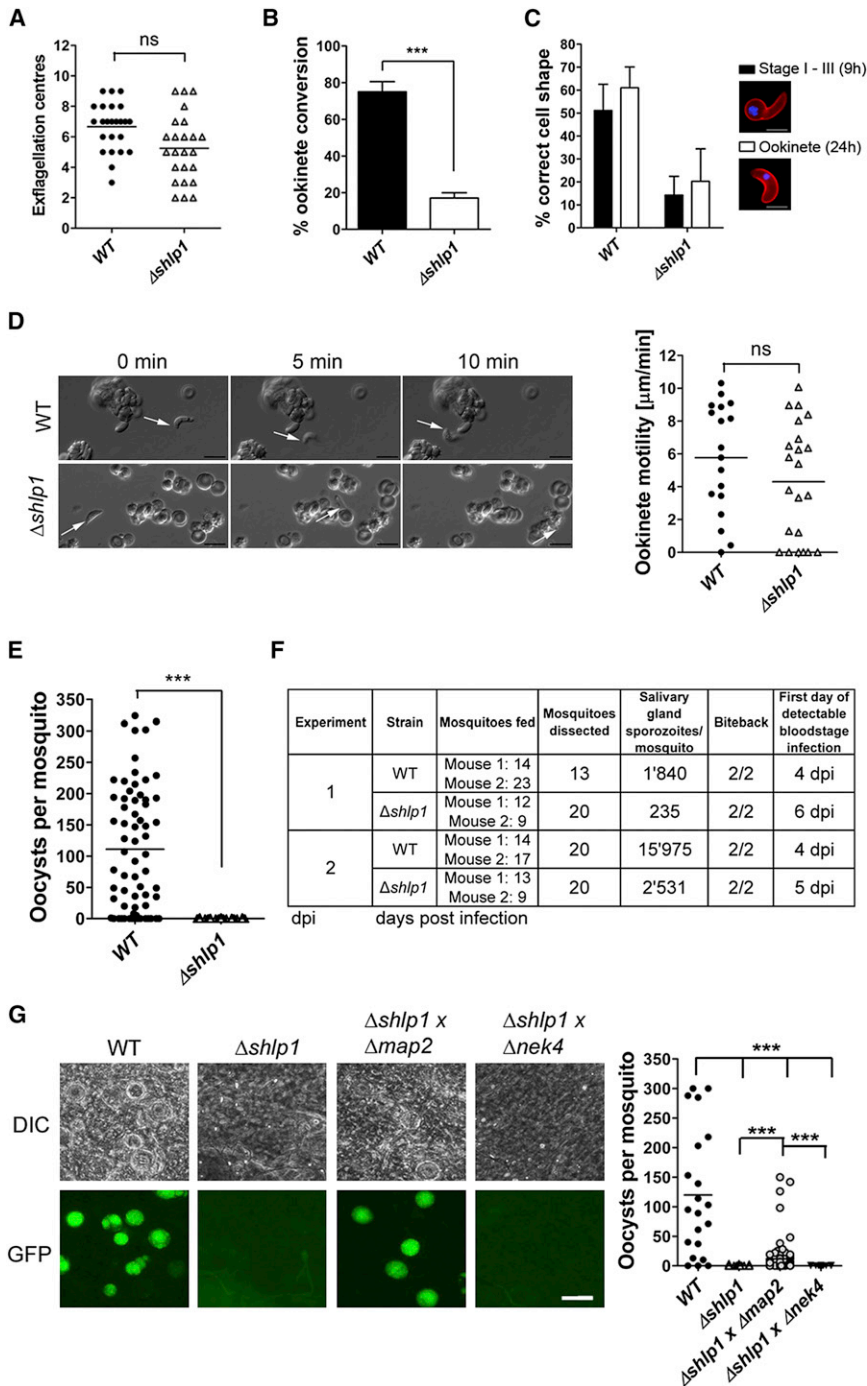 A
ns
Exflagellation centres
12
10
8
6
4
2
0
WT
Δshlp1
B
***
% ookinete conversion
100
80
60
40
20
0
WT
Δshlp1
C
% correct cell shape
80
70
60
50
40
30
20
10
0
WT
Δshlp1
Stage I - III (9h)
Ookinete (24h)
D
0 min
5 min
10 min
WT
Δshlp1
ns
Ookinete motility [µm/min]
12
10
8
6
4
2
0
WT
Δshlp1
E
***
Oocysts per mosquito
350
300
250
200
150
100
50
0
WT
Δshlp1
F
Experiment
Strain
Mosquitoes fed
Mosquitoes
dissected
Salivary
gland
sporozoites/
mosquito
Biteback
First day of
detectable
bloodstage
infection
1
WT
Mouse 1: 14
Mouse 2: 23
13
1'840
2/2
4 dpi
Δshlp1
Mouse 1: 12
Mouse 2: 9
20
235
2/2
6 dpi
2
WT
Mouse 1: 14
Mouse 2: 17
20
15'975
2/2
4 dpi
Δshlp1
Mouse 1: 13
Mouse 2: 9
20
2'531
2/2
5 dpi
dpi days post infection
G
WT
Δshlp1
Δshlp1 x
Δmap2
Δshlp1 x
Δnek4
DIC
GFP
***
***
***
Oocysts per mosquito
350
300
250
200
150
100
50
0
WT
Δshlp1
Δshlp1 x Δmap2
Δshlp1 x Δnek4